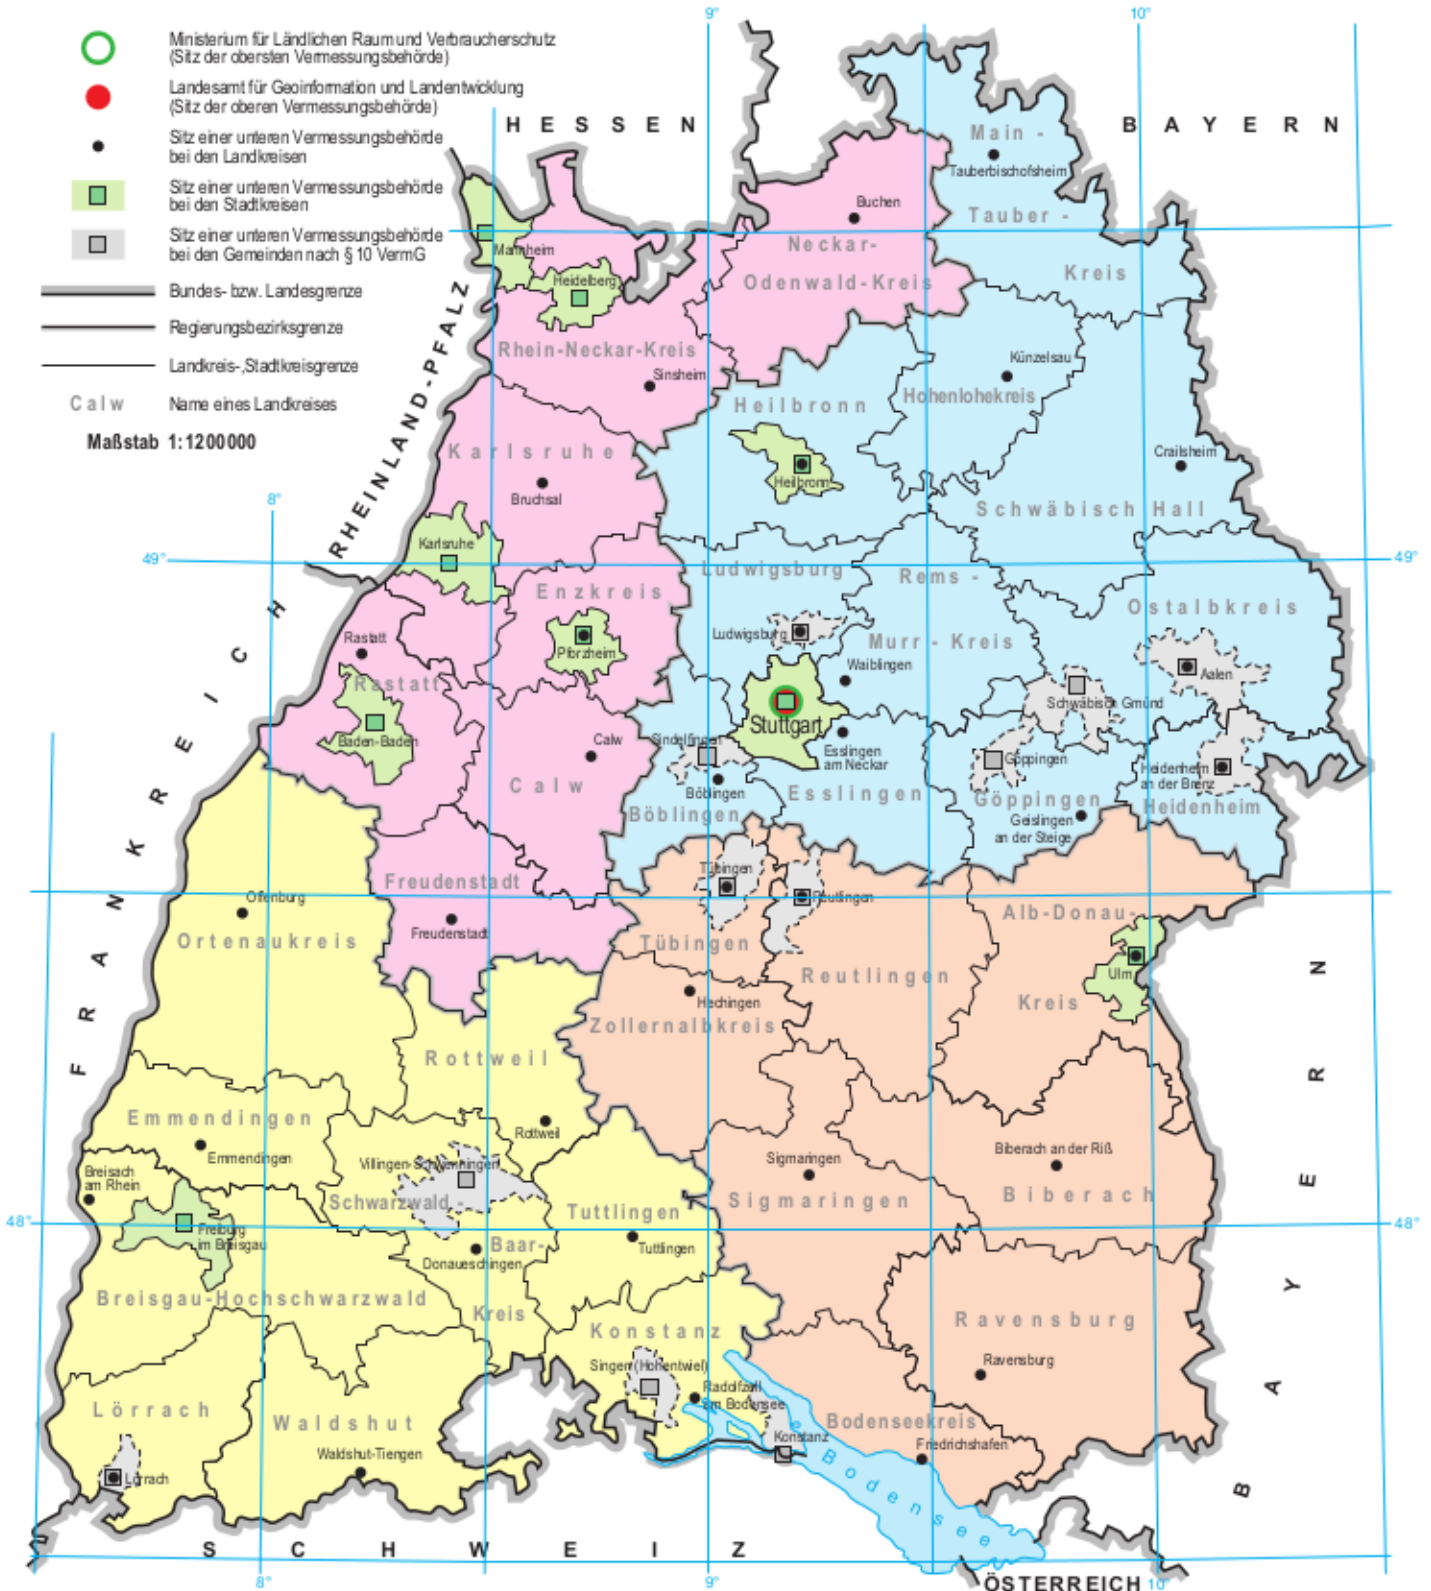 9°
10°
Ministerium für Ländlichen Raum und Verbraucherschutz
(Sitz der obersten Vermessungsbehörde)
Landesamt für Geoinformation und Landentwicklung
(Sitz der oberen Vermessungsbehörde)
Sitz einer unteren Vermessungsbehörde
bei den Landkreisen
Sitz einer unteren Vermessungsbehörde
bei den Stadtkreisen
Sitz einer unteren Vermessungsbehörde
bei den Gemeinden nach § 10 VermG
Bundes- bzw. Landesgrenze
Regierungsbezirksgrenze
Landkreis-,Stadtkreisgrenze
Calw
Name eines Landkreises
Maßstab 1:1200000
HESSEN
BAYERN
Main -
Tauberbischofsheim
Tauber -
Kreis
Buchen
Neckar-
Odenwald-Kreis
Mannheim
Heidelberg
Rhein-Neckar-Kreis
Sinsheim
RHEINLAND-PFALZ
Künzelsau
Hohenlohekreis
Heilbronn
Heilbronn
Crailsheim
Schwäbisch Hall
Karlsruhe
Bruchsal
Karlsruhe
8°
49°
49°
Enzkreis
Pforzheim
Ludwigsburg
Ludwigsburg
Rems -
Murr - Kreis
Waiblingen
Ostalbkreis
Aalen
Schwäbisch Gmünd
Rastatt
Rastatt
Baden-Baden
Stuttgart
Esslingen
am Neckar
Esslingen
Göppingen
Göppingen
Geislingen
an der Steige
Heidenheim
an der Brenz
Heidenheim
Calw
Calw
Sindelfingen
Böblingen
Böblingen
FRANKREICH
Freudenstadt
Freudenstadt
Offenburg
Ortenaukreis
Tübingen
Tübingen
Reutlingen
Reutlingen
Alb-Donau-
Kreis
Ulm
Hechingen
Zollernalbkreis
Rottweil
Rottweil
Emmendingen
Emmendingen
Breisach
am Rhein
Villingen-Schwenningen
Schwarzwald -
Baar-
Kreis
Donaueschingen
Tuttlingen
Tuttlingen
Sigmaringen
Sigmaringen
Biberach an der Riß
Biberach
BAYERN
48°
48°
Freiburg
im Breisgau
Breisgau-Hochschwarzwald
Konstanz
Singen (Hohentwiel)
Radolfzell
am Bodensee
Konstanz
Ravensburg
Ravensburg
Bodenseekreis
Friedrichshafen
Bodensee
Lörrach
Lörrach
Waldshut
Waldshut-Tiengen
SCHWEIZ
ÖSTERREICH
8°
9°
10°